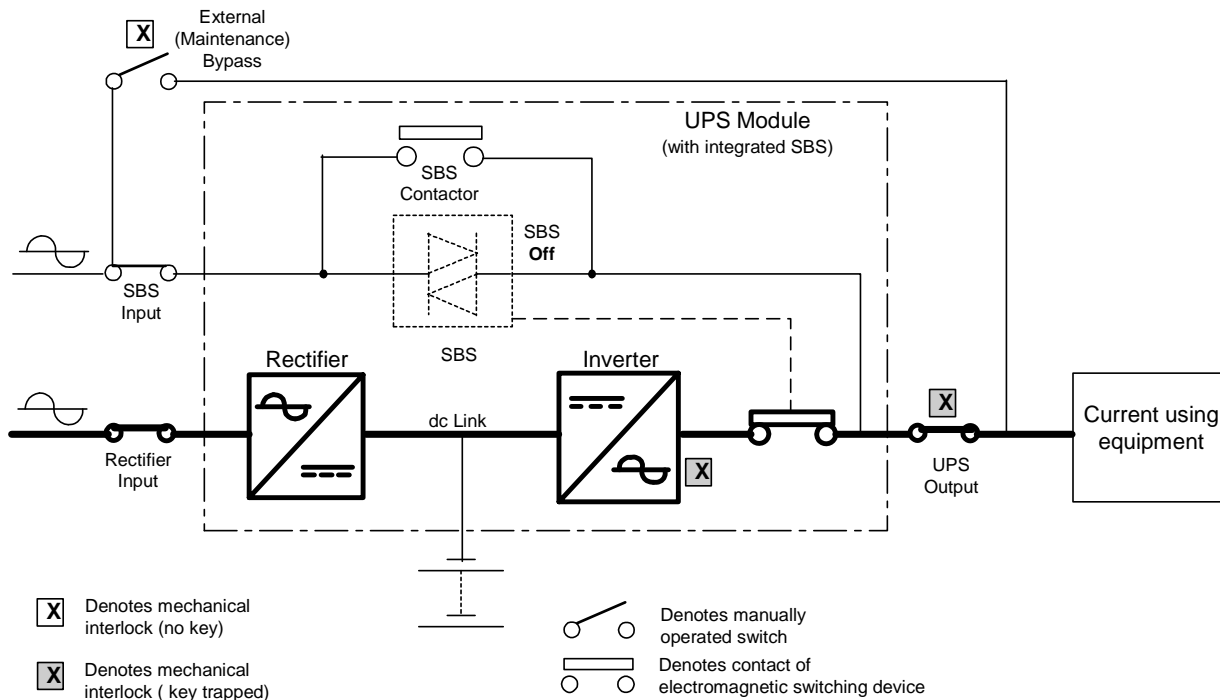 X
External
(Maintenance)
Bypass
UPS Module
(with integrated SBS)
SBS
Contactor
SBS
Off
SBS
Input
SBS
Rectifier
Inverter
dc Link
X
X
Rectifier
Input
UPS
Output
Current using
equipment
X
Denotes mechanical
interlock (no key)
X
Denotes mechanical
interlock ( key trapped)
Denotes manually
operated switch
Denotes contact of
electromagnetic switching device